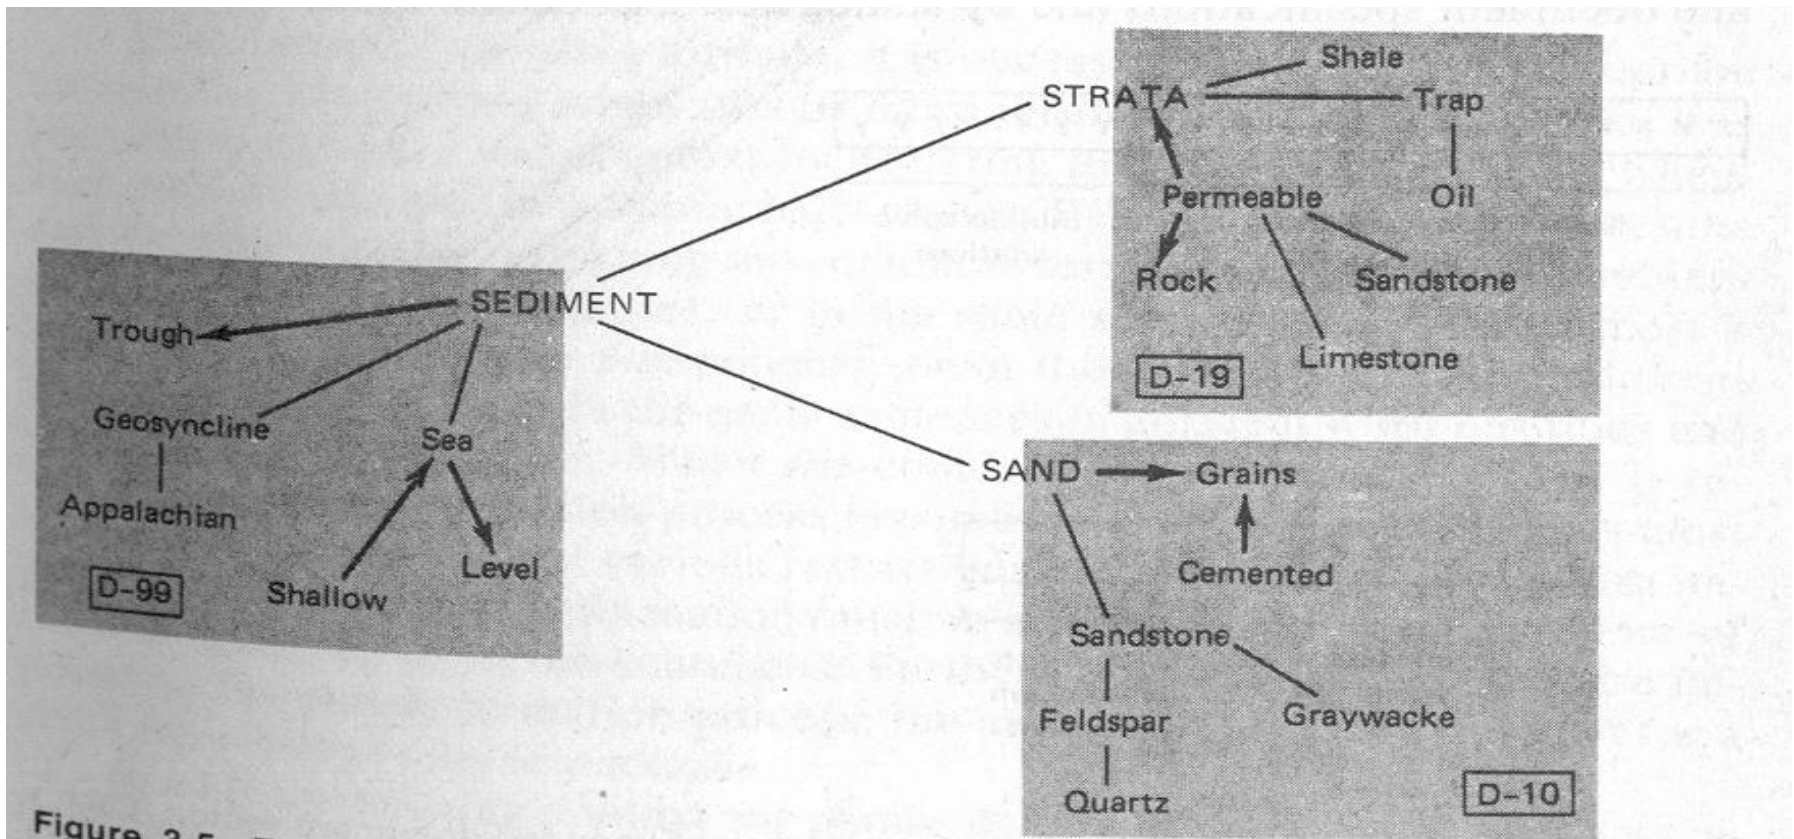 Shale
STRATA
Trap
Permeable
Oil
Rock
Sandstone
Limestone
D-19
SEDIMENT
Trough
Geosyncline
Sea
Appalachian
Level
Shallow
D-99
SAND
Grains
Cemented
Sandstone
Feldspar
Graywacke
Quartz
D-10
Figure